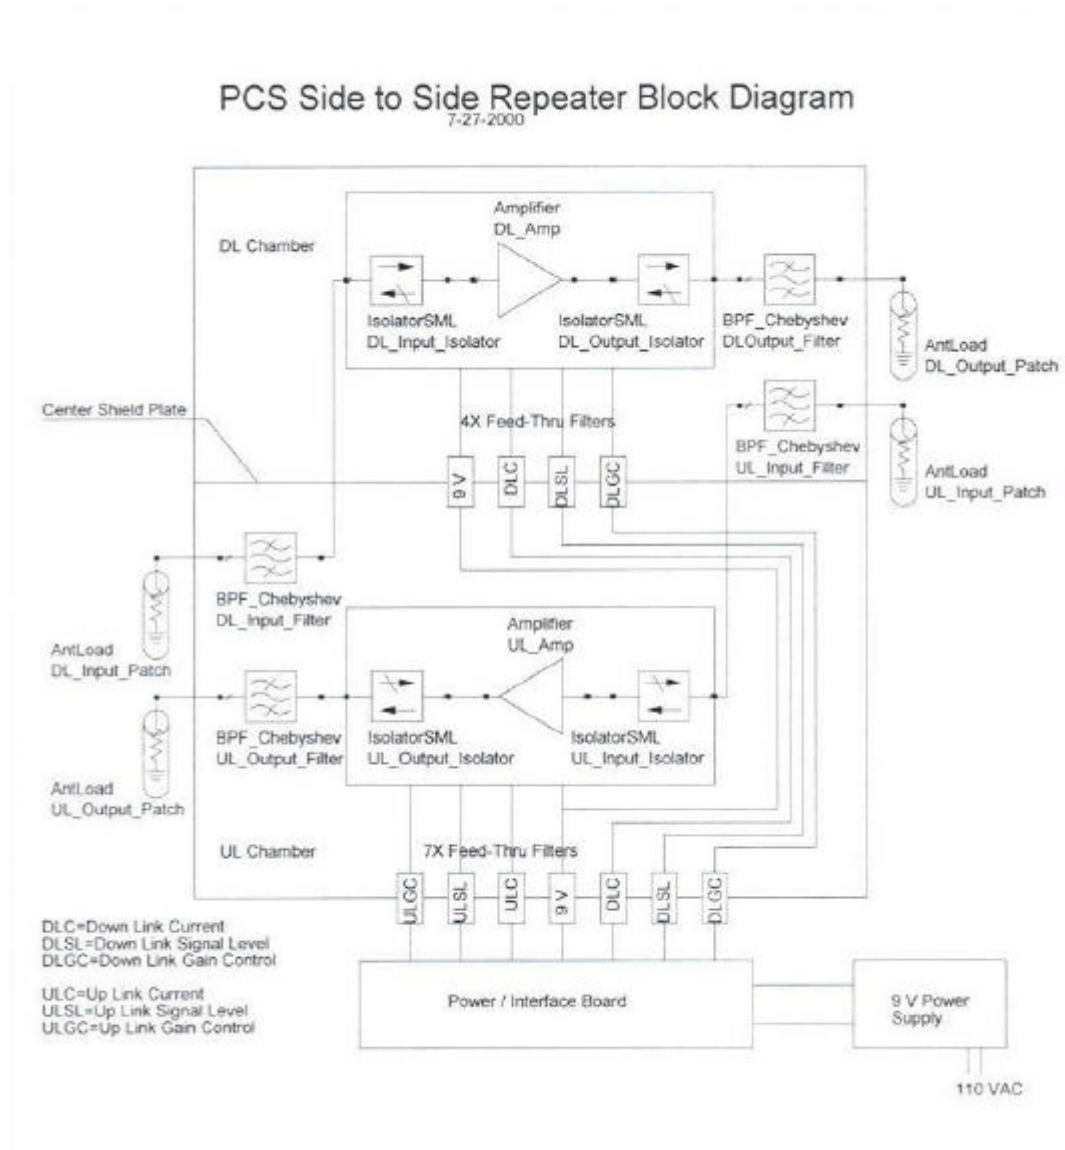 PCS Side to Side Repeater Block Diagram
7-27-2000
Amplifier
DL_Amp
DL Chamber
IsolatorSML
DL_Input_Isolator
IsolatorSML
DL_Output_Isolator
BPF_Chebyshev
DLOutput_Filter
AntLoad
DL_Output_Patch
Center Shield Plate
4X Feed-Thru Filters
BPF_Chebyshev
UL_Input_Filter
AntLoad
UL_Input_Patch
9 V
DLC
DLSL
DLGC
BPF_Chebyshev
DL_Input_Filter
AntLoad
DL_Input_Patch
Amplifier
UL_Amp
BPF_Chebyshev
UL_Output_Filter
IsolatorSML
UL_Output_Isolator
IsolatorSML
UL_Input_Isolator
AntLoad
UL_Output_Patch
UL Chamber
7X Feed-Thru Filters
ULGC
ULSL
ULC
9 V
DLC
DLSL
DLGC
DLC=Down Link Current
DLSL=Down Link Signal Level
DLGC=Down Link Gain Control
ULC=Up Link Current
ULSL=Up Link Signal Level
ULGC=Up Link Gain Control
Power / Interface Board
9 V Power
Supply
110 VAC